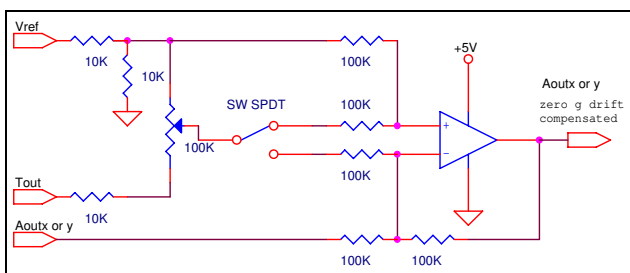 Vref
10K
10K
100K
+5V
SW SPDT
100K
Aoutx or y
zero g drift
compensated
+
100K
−
100K
Tout
10K
Aoutx or y
100K
100K